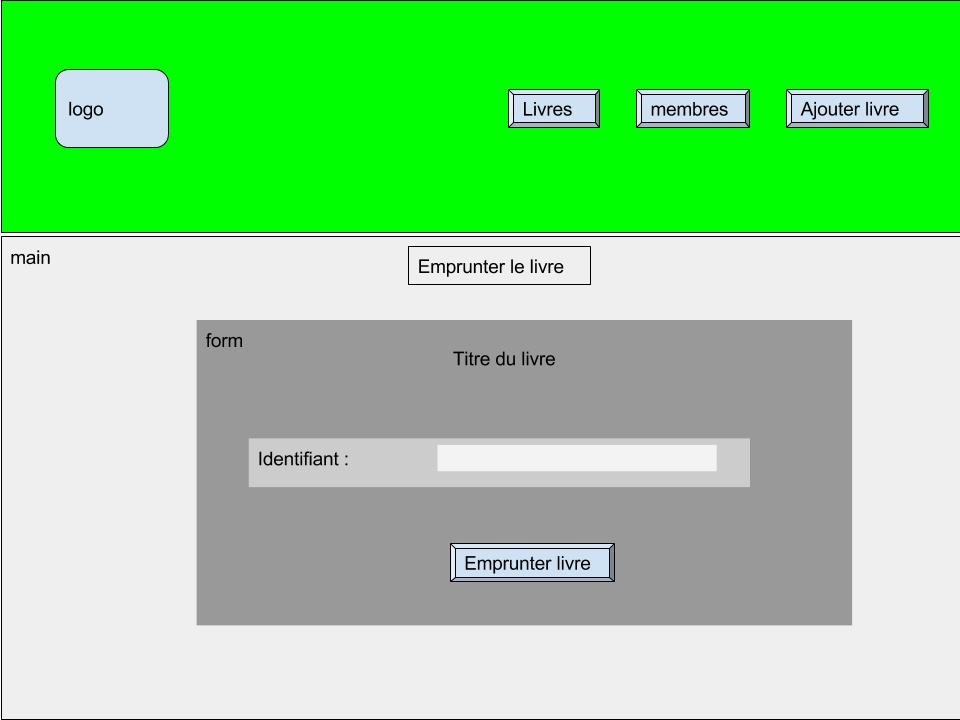 logo
Livres
membres
Ajouter livre
main
Emprunter le livre
form
Titre du livre
Identifiant :
Emprunter livre